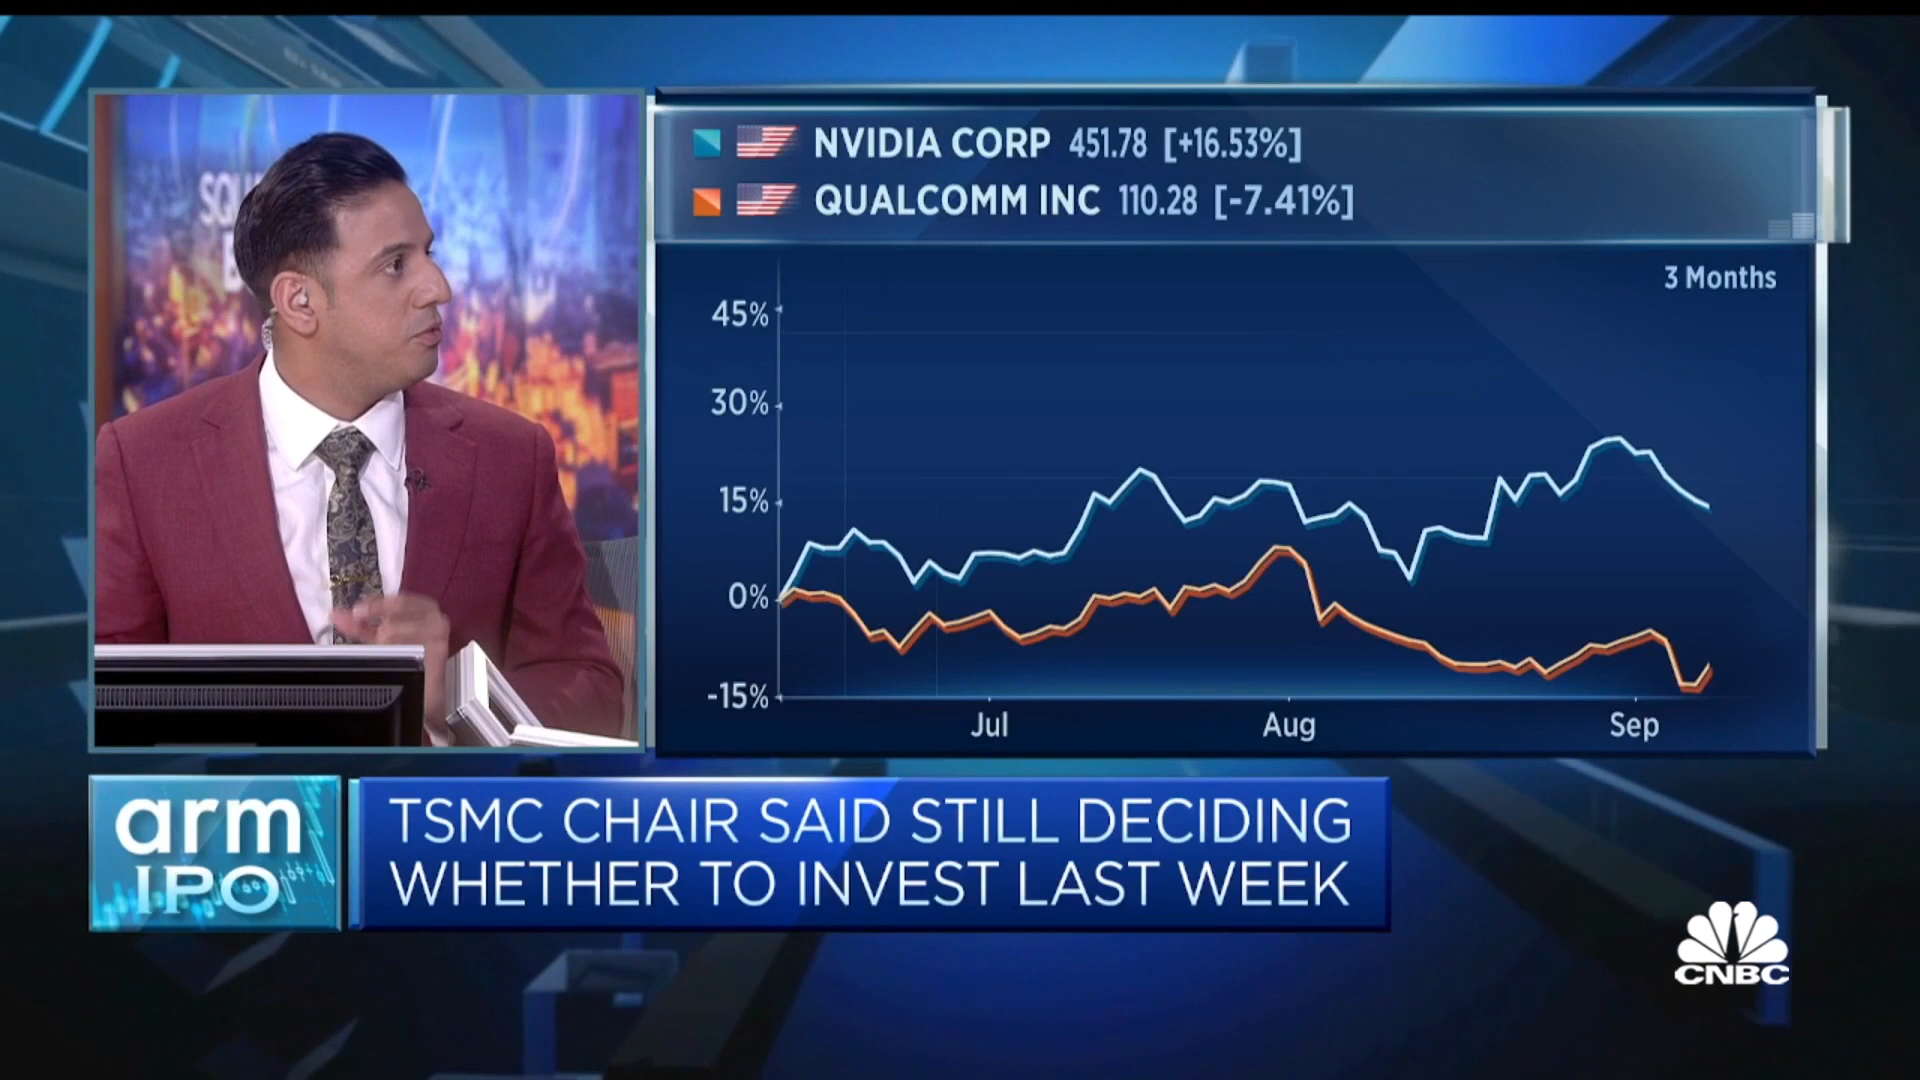 NVIDIA CORP 451.78 [+16.53%]
QUALCOMM INC 110.28 [-7.41%]
3 Months
45%
30%
15%
0%
-15%
Jul Aug Sep
arm
IPO
TSMC CHAIR SAID STILL DECIDING
WHETHER TO INVEST LAST WEEK
CNBC